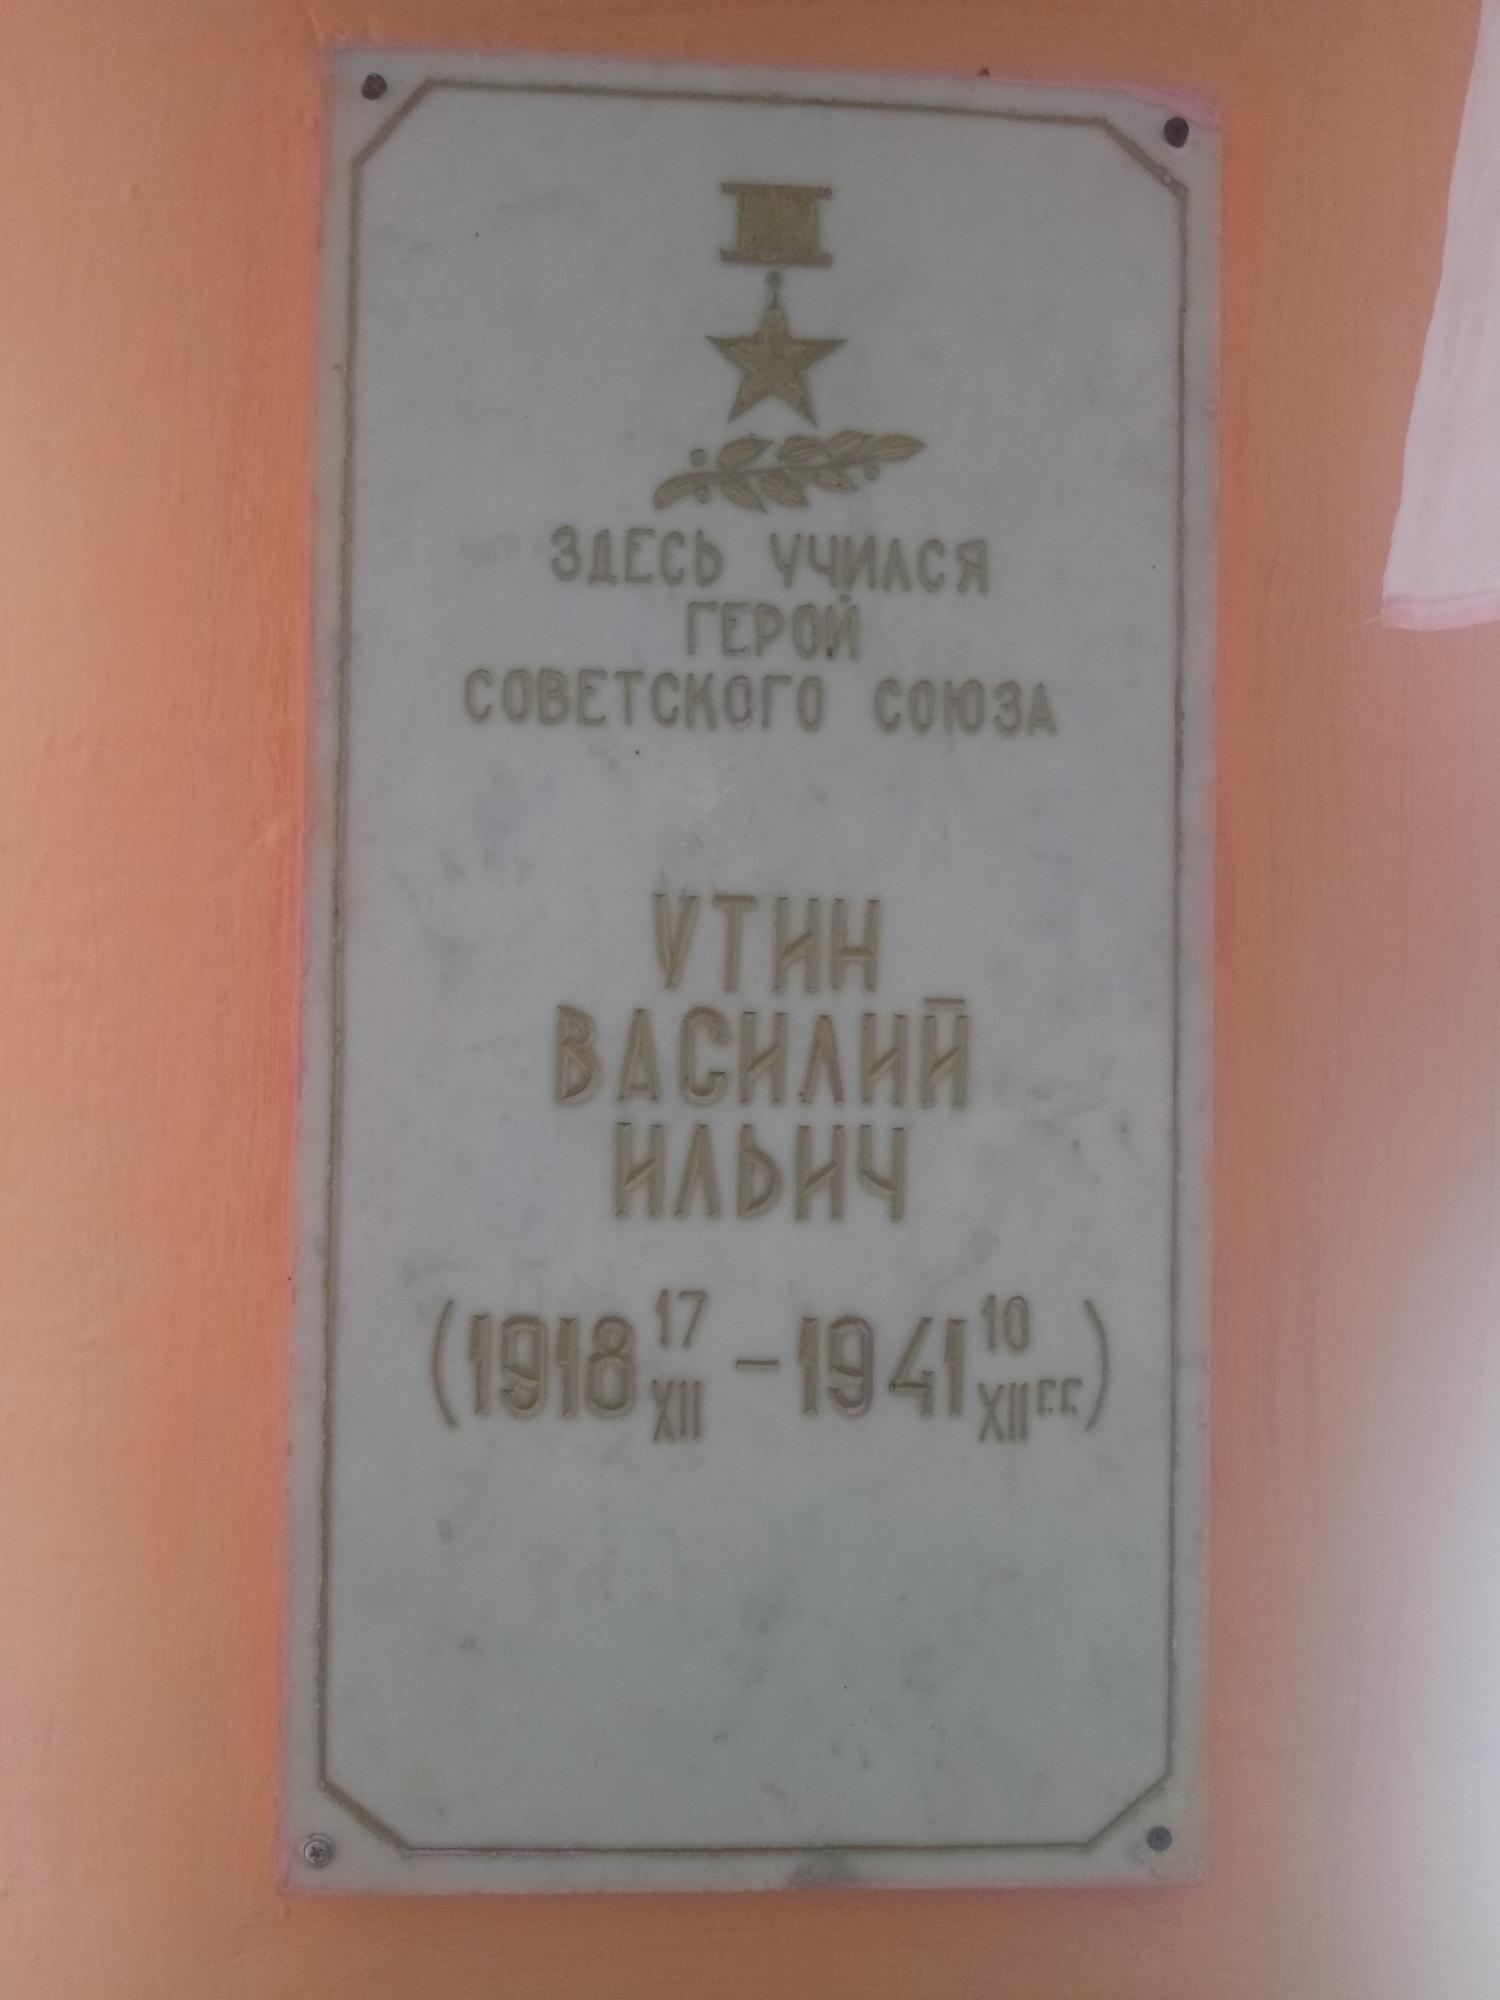 ЗДЕСЬ УЧИЛСЯ
ГЕРОЙ
СОВЕТСКОГО СОЮЗА
УТИН
ВАСИЛИЙ
ИЛЬИЧ
(1918 17 XII – 1941 10 XII г.г.)